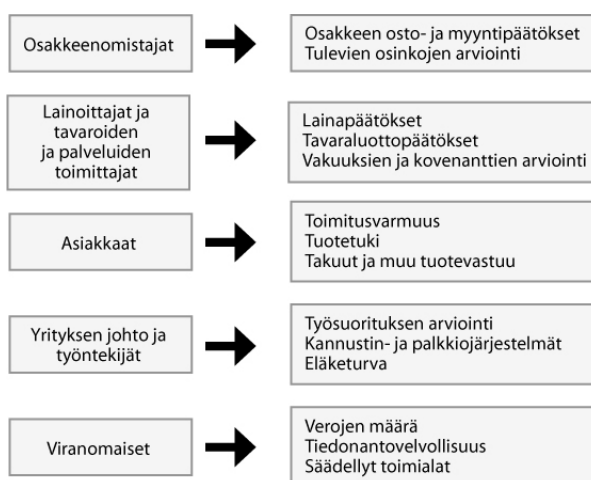 Osakkeenomistajat
Osakkeen osto- ja myyntipäätökset
Tulevien osinkojen arviointi
Lainoittajat ja
tavaroiden
ja palveluiden
toimittajat
Lainapäätökset
Tavaraluottopäätökset
Vakuuksien ja kovenanttien arviointi
Asiakkaat
Toimitusvarmuus
Tuotetuki
Takuut ja muu tuotevastuu
Yrityksen johto ja
työntekijät
Työsuorituksen arviointi
Kannustin- ja palkkiojärjestelmät
Eläketurva
Viranomaiset
Verojen määrä
Tiedonantovelvollisuus
Säädellyt toimialat